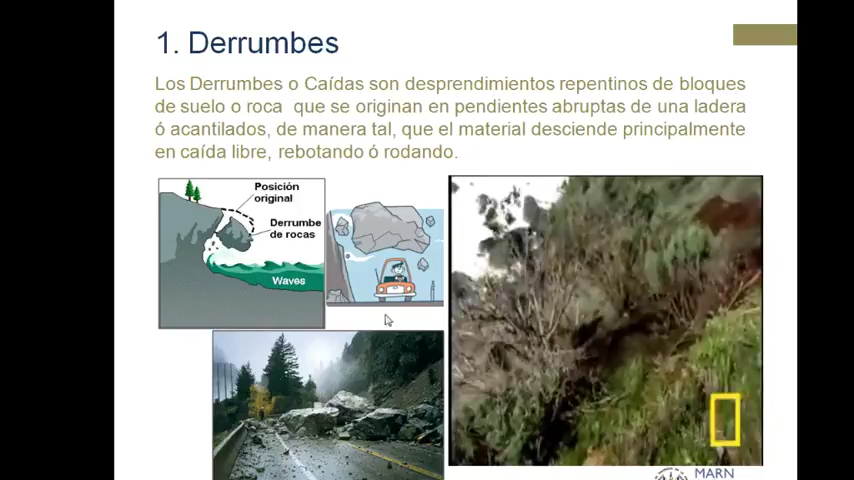 1. Derrumbes
Los Derrumbes o Caídas son desprendimientos repentinos de bloques
de suelo o roca que se originan en pendientes abruptas de una ladera
ó acantilados, de manera tal, que el material desciende principalmente
en caída libre, rebotando ó rodando.
Posición
original
Derrumbe
de rocas
Waves
MARN